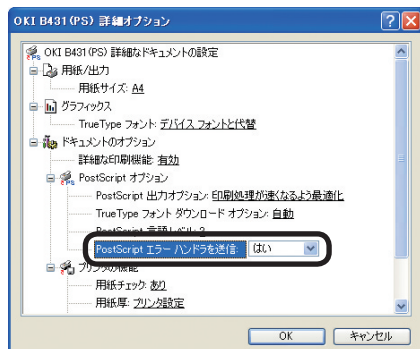 OKI B431(PS) 詳細オプション
OKI B431(PS) 詳細なドキュメントの設定
用紙/出力
用紙サイズ: A4
グラフィックス
TrueType フォント: デバイス フォントと代替
ドキュメントのオプション
詳細な印刷機能: 有効
PostScript オプション
PostScript 出力オプション: 印刷処理が速くなるよう最適化
TrueType フォント ダウンロード オプション: 自動
PostScript 言語レベル: 3
PostScript エラー ハンドラを送信: はい
プリンタの機能
用紙チェック: あり
用紙厚: プリンタ設定
OK キャンセル